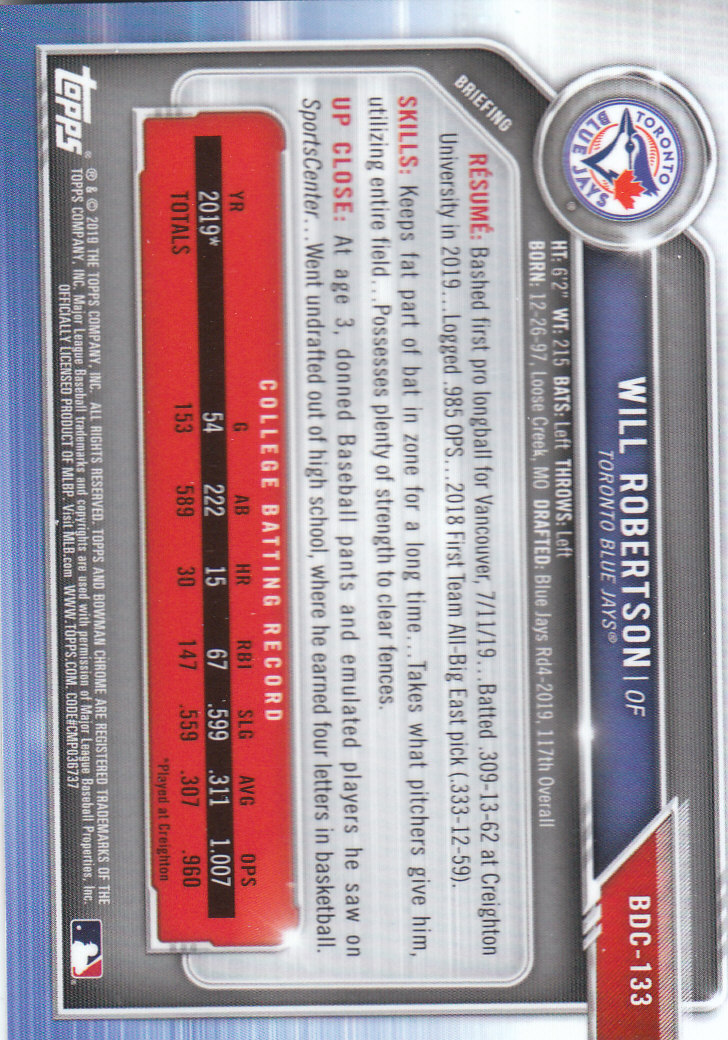 BDC-133
WILL ROBERTSON | OF
TORONTO BLUE JAYS®
TORONTO
BLUE JAYS
®
HT: 6'2" WT: 215 BATS: Left THROWS: Left
BORN: 12-26-97, Loose Creek, MO DRAFTED: Blue Jays Rd4-2019, 117th Overall
BRIEFING
RÉSUMÉ: Bashed first pro longball for Vancouver, 7/11/19...Batted .309-13-62 at Creighton
University in 2019...Logged .985 OPS...2018 First Team All-Big East pick (.333-12-59).
SKILLS: Keeps fat part of bat in zone for a long time...Takes what pitchers give him,
utilizing entire field...Possesses plenty of strength to clear fences.
UP CLOSE: At age 3, donned Baseball pants and emulated players he saw on
SportsCenter...Went undrafted out of high school, where he earned four letters in basketball.
COLLEGE BATTING RECORD
YR G AB HR RBI SLG AVG OPS
2019* 54 222 15 67 .599 .311 1.007
TOTALS 153 589 30 147 .559 .307 .960
*Played at Creighton
topps®
® & © 2019 THE TOPPS COMPANY, INC. ALL RIGHTS RESERVED. TOPPS AND BOWMAN CHROME ARE REGISTERED TRADEMARKS OF THE
TOPPS COMPANY, INC. Major League Baseball trademarks and copyrights are used with permission of Major League Baseball Properties, Inc.
OFFICIALLY LICENSED PRODUCT OF MLBP. Visit MLB.com WWW.TOPPS.COM. CODE#CMP036737